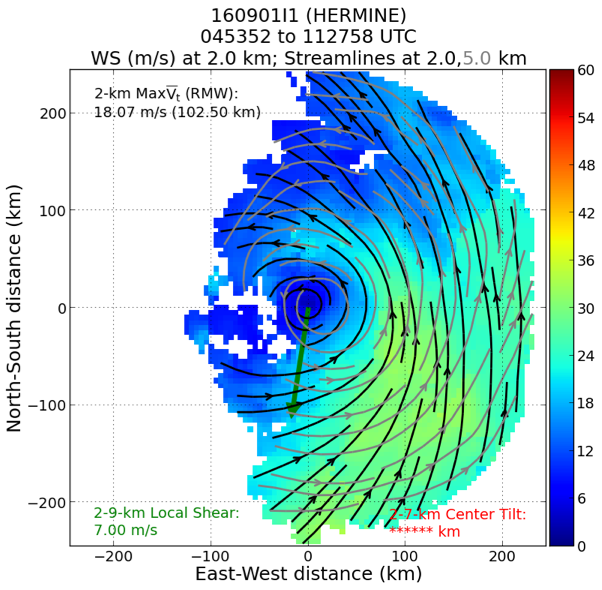 160901I1 (HERMINE)
045352 to 112758 UTC
WS (m/s) at 2.0 km; Streamlines at 2.0,5.0 km
2-km MaxV̅t (RMW):
18.07 m/s (102.50 km)
200
100
0
−100
−200
North-South distance (km)
2-9-km Local Shear:
7.00 m/s
2-7-km Center Tilt:
****** km
−200 −100 0 100 200
East-West distance (km)
60
54
48
42
36
30
24
18
12
6
0